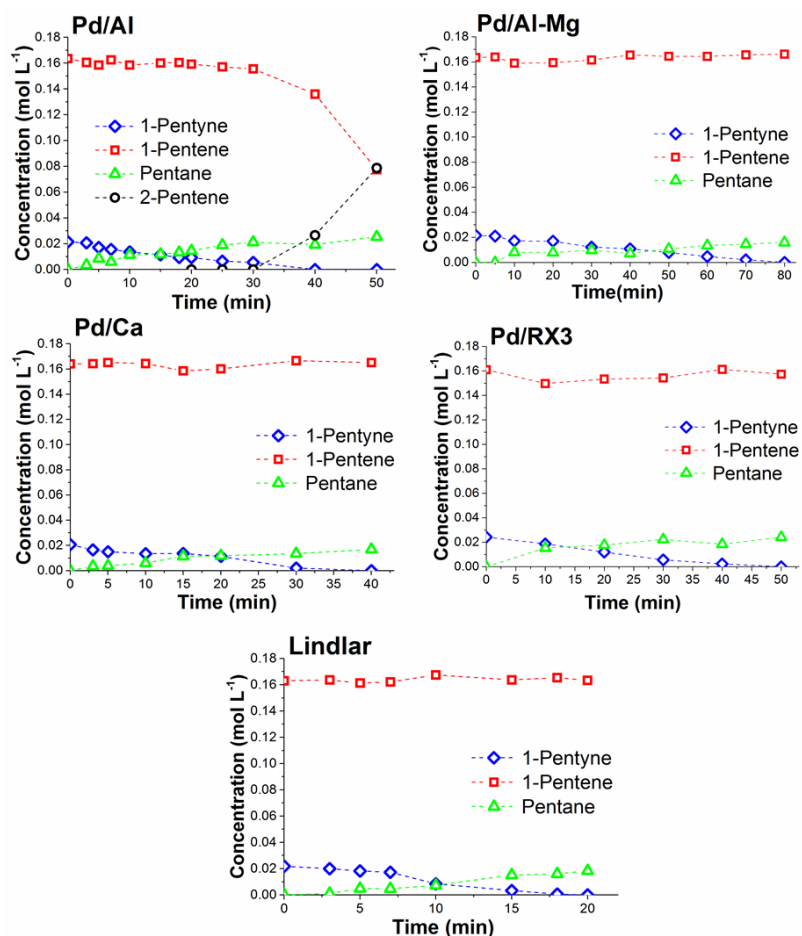 Pd/Al
Concentration (mol L⁻¹)
0.18
0.16
0.14
0.12
0.10
0.08
0.06
0.04
0.02
0.00
1-Pentyne
1-Pentene
Pentane
2-Pentene
0 10 20 30 40 50
Time (min)
Pd/Al-Mg
Concentration (mol L⁻¹)
0.18
0.16
0.14
0.12
0.10
0.08
0.06
0.04
0.02
0.00
1-Pentyne
1-Pentene
Pentane
0 10 20 30 40 50 60 70 80
Time(min)
Pd/Ca
Concentration (mol L⁻¹)
0.18
0.16
0.14
0.12
0.10
0.08
0.06
0.04
0.02
0.00
1-Pentyne
1-Pentene
Pentane
0 5 10 15 20 25 30 35 40
Time (min)
Pd/RX3
Concentration (mol L⁻¹)
0.18
0.16
0.14
0.12
0.10
0.08
0.06
0.04
0.02
0.00
1-Pentyne
1-Pentene
Pentane
0 5 10 15 20 25 30 35 40 45 50
Time (min)
Lindlar
Concentration (mol L⁻¹)
0.18
0.16
0.14
0.12
0.10
0.08
0.06
0.04
0.02
0.00
1-Pentyne
1-Pentene
Pentane
0 5 10 15 20
Time (min)